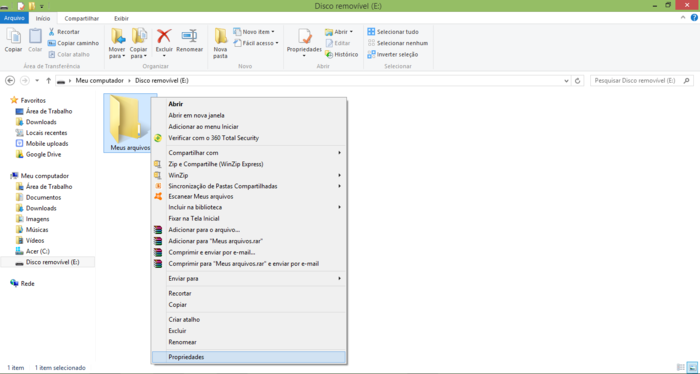 Disco removível (E:)
Arquivo Início Compartilhar Exibir
Copiar
Colar
Recortar
Copiar caminho
Colar atalho
Área de Transferência
Mover para
Copiar para
Excluir
Renomear
Organizar
Nova pasta
Novo item
Fácil acesso
Novo
Propriedades
Abrir
Editar
Histórico
Abrir
Selecionar tudo
Selecionar nenhum
Inverter seleção
Selecionar
Meu computador Disco removível (E:)
Pesquisar Disco removível (E:)
Favoritos
Área de Trabalho
Downloads
Locais recentes
Mobile uploads
Google Drive
Meu computador
Área de Trabalho
Documentos
Downloads
Imagens
Músicas
Vídeos
Acer (C:)
Disco removível (E:)
Rede
Meus arquivos
Abrir
Abrir em nova janela
Adicionar ao menu Iniciar
Verificar com o 360 Total Security
Compartilhar com
Zip e Compartilhe (WinZip Express)
WinZip
Sincronização de Pastas Compartilhadas
Escanear Meus arquivos
Incluir na biblioteca
Fixar na Tela Inicial
Adicionar para o arquivo...
Adicionar para "Meus arquivos.rar"
Comprimir e enviar por e-mail...
Comprimir para "Meus arquivos.rar" e enviar por e-mail
Enviar para
Recortar
Copiar
Criar atalho
Excluir
Renomear
Propriedades
1 item 1 item selecionado